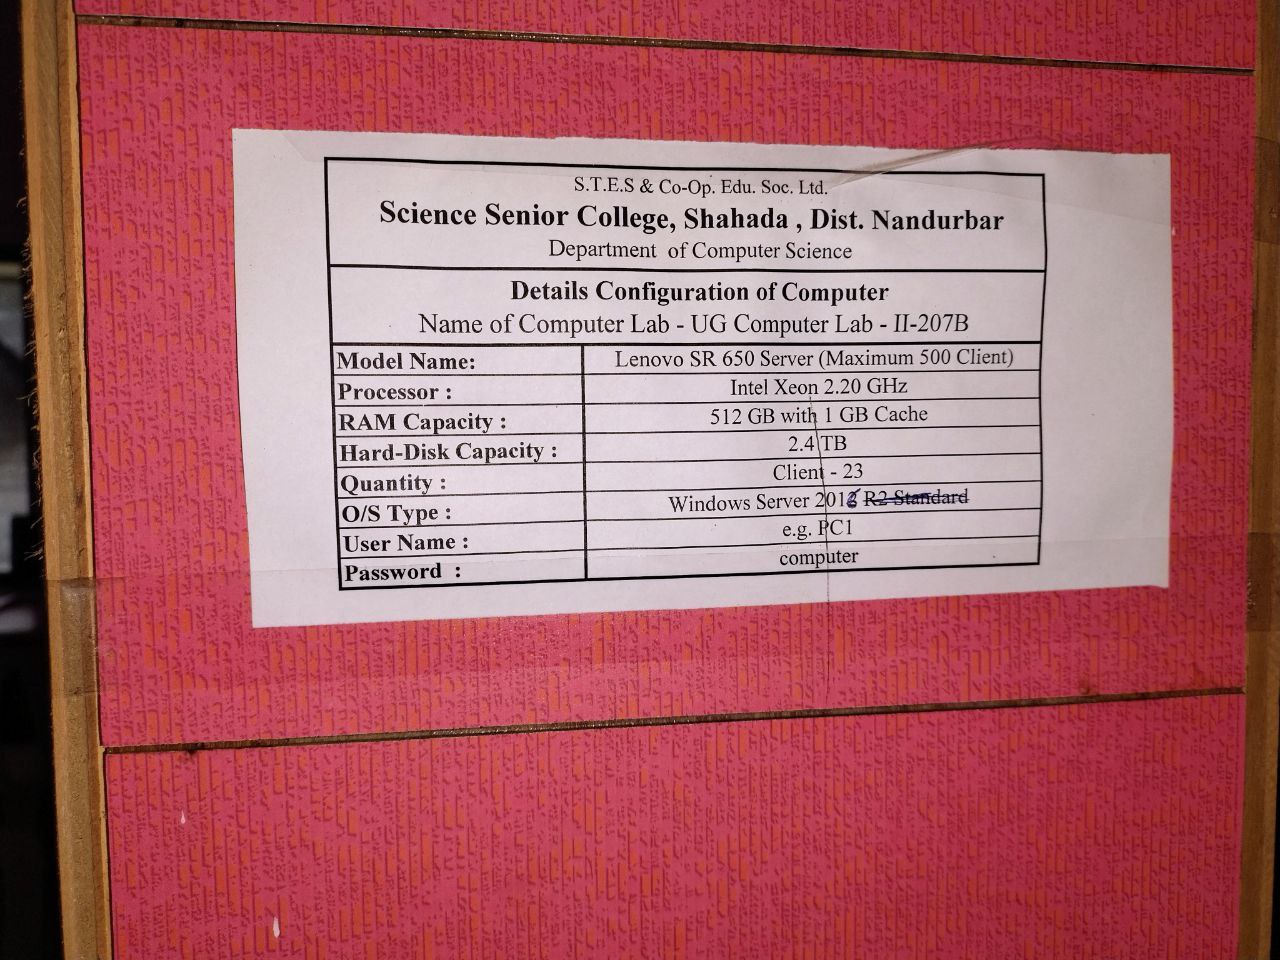 S.T.E.S & Co-Op. Edu. Soc. Ltd.
Science Senior College, Shahada , Dist. Nandurbar
Department of Computer Science
Details Configuration of Computer
Name of Computer Lab - UG Computer Lab - II-207B
Model Name: Lenovo SR 650 Server (Maximum 500 Client)
Processor : Intel Xeon 2.20 GHz
RAM Capacity : 512 GB with 1 GB Cache
Hard-Disk Capacity : 2.4 TB
Quantity : Client - 23
O/S Type : Windows Server 2016 R2 Standard
User Name : e.g. PC1
Password : computer